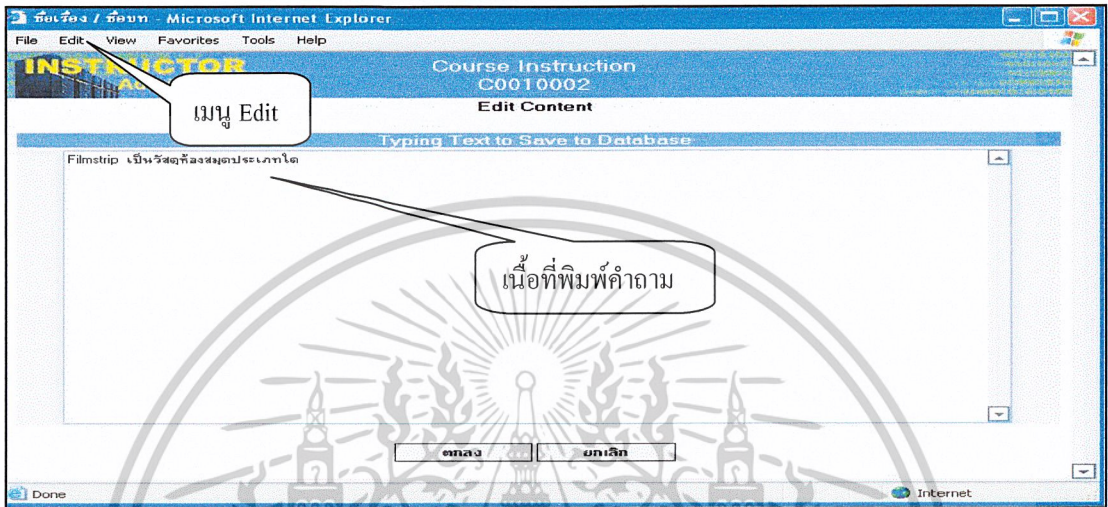 ชื่อเรื่อง / ชื่อบท - Microsoft Internet Explorer
File Edit View Favorites Tools Help
INSTRUCTOR
Course Instruction
C0010002
เมนู Edit
Edit Content
Typing Text to Save to Database
Filmstrip เป็นวัสดุห้องสมุดประเภทใด
เนื้อที่พิมพ์คำถาม
ตกลง ยกเลิก
Done Internet